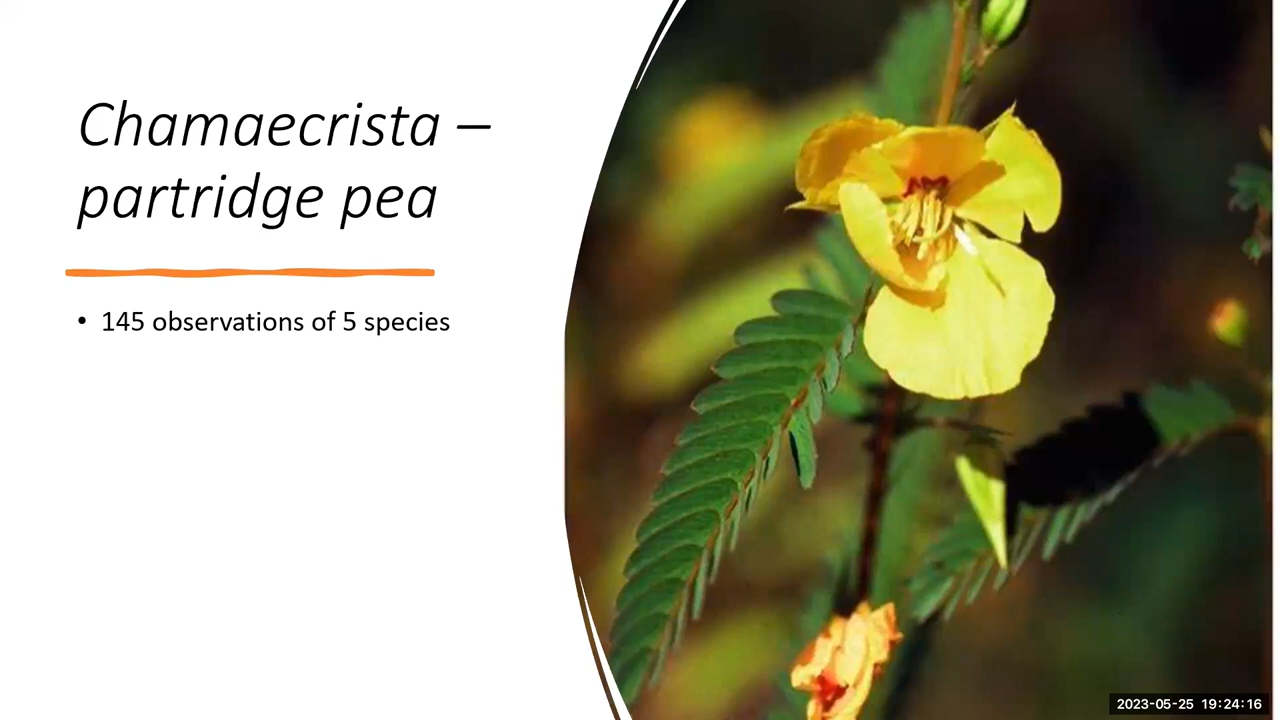 Chamaecrista –
partridge pea
• 145 observations of 5 species
2023-05-25 19:24:16